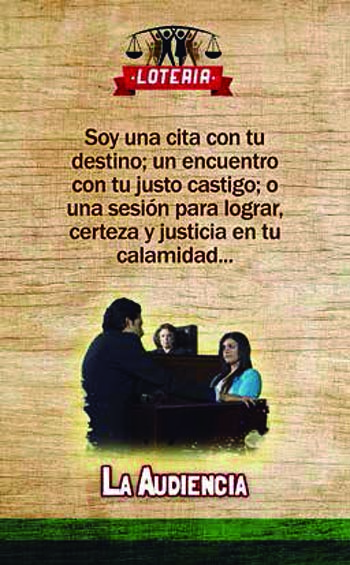 ·LOTERIA·
Soy una cita con tu
destino; un encuentro
con tu justo castigo; o
una sesión para lograr,
certeza y justicia en tu
calamidad...
LA AUDIENCIA